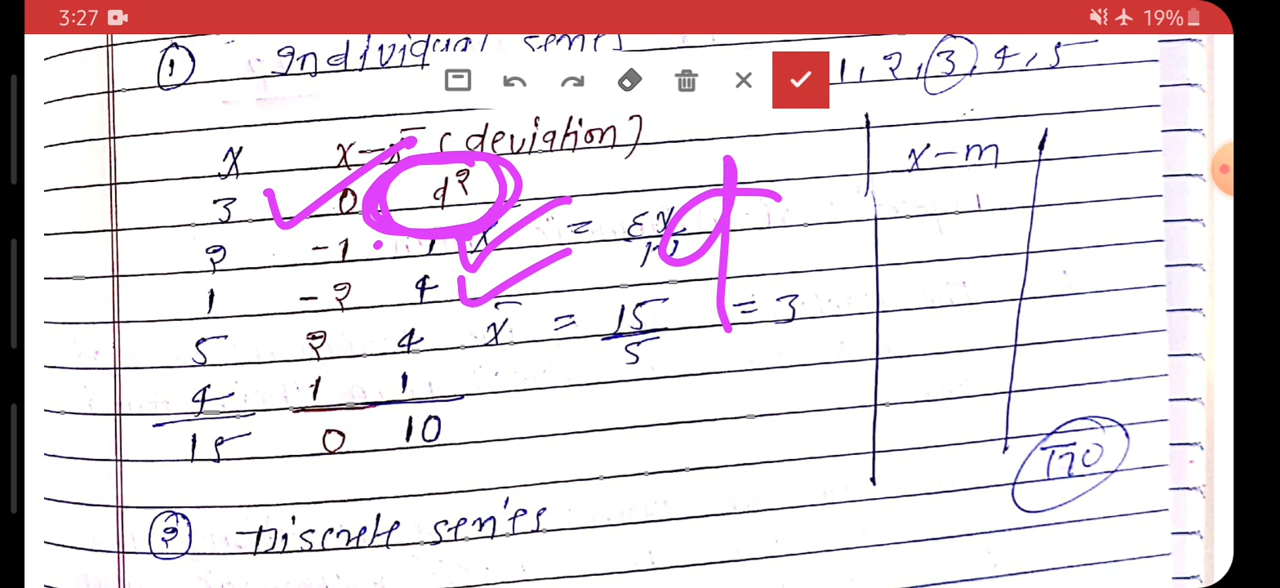 3:27 19%
① Individual series 1, 2, 3, 4, 5
X X-x̄ (deviation) x-m
3 0 d²
2 -1 1 x̄ = ΣX/n
1 -2 4
5 2 4 x̄ = 15/5 = 3
4 1 1
15 0 10
② Discrete series